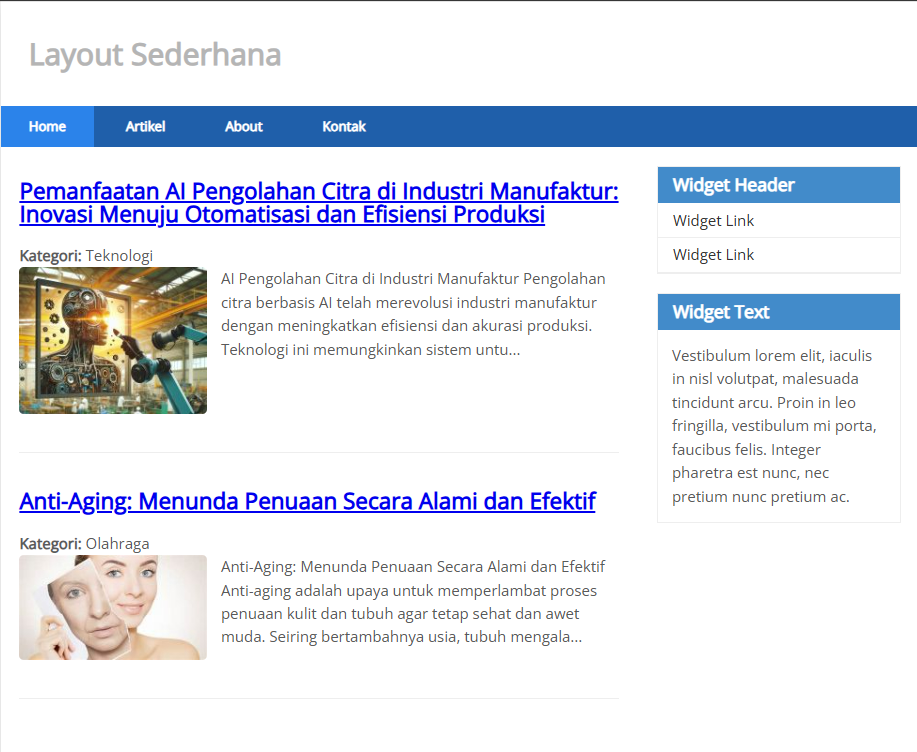 Layout Sederhana
Home Artikel About Kontak
Pemanfaatan AI Pengolahan Citra di Industri Manufaktur:
Inovasi Menuju Otomatisasi dan Efisiensi Produksi
Kategori: Teknologi
AI Pengolahan Citra di Industri Manufaktur Pengolahan
citra berbasis AI telah merevolusi industri manufaktur
dengan meningkatkan efisiensi dan akurasi produksi.
Teknologi ini memungkinkan sistem untu...
Anti-Aging: Menunda Penuaan Secara Alami dan Efektif
Kategori: Olahraga
Anti-Aging: Menunda Penuaan Secara Alami dan Efektif
Anti-aging adalah upaya untuk memperlambat proses
penuaan kulit dan tubuh agar tetap sehat dan awet
muda. Seiring bertambahnya usia, tubuh mengala...
Widget Header
Widget Link
Widget Link
Widget Text
Vestibulum lorem elit, iaculis
in nisl volutpat, malesuada
tincidunt arcu. Proin in leo
fringilla, vestibulum mi porta,
faucibus felis. Integer
pharetra est nunc, nec
pretium nunc pretium ac.